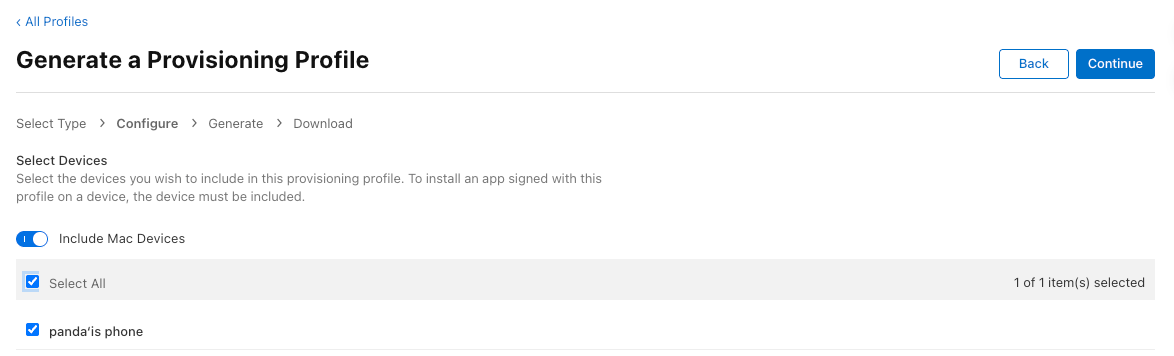 ‹ All Profiles
Generate a Provisioning Profile
Back
Continue
Select Type > Configure > Generate > Download
Select Devices
Select the devices you wish to include in this provisioning profile. To install an app signed with this
profile on a device, the device must be included.
Include Mac Devices
Select All
1 of 1 item(s) selected
panda‘is phone